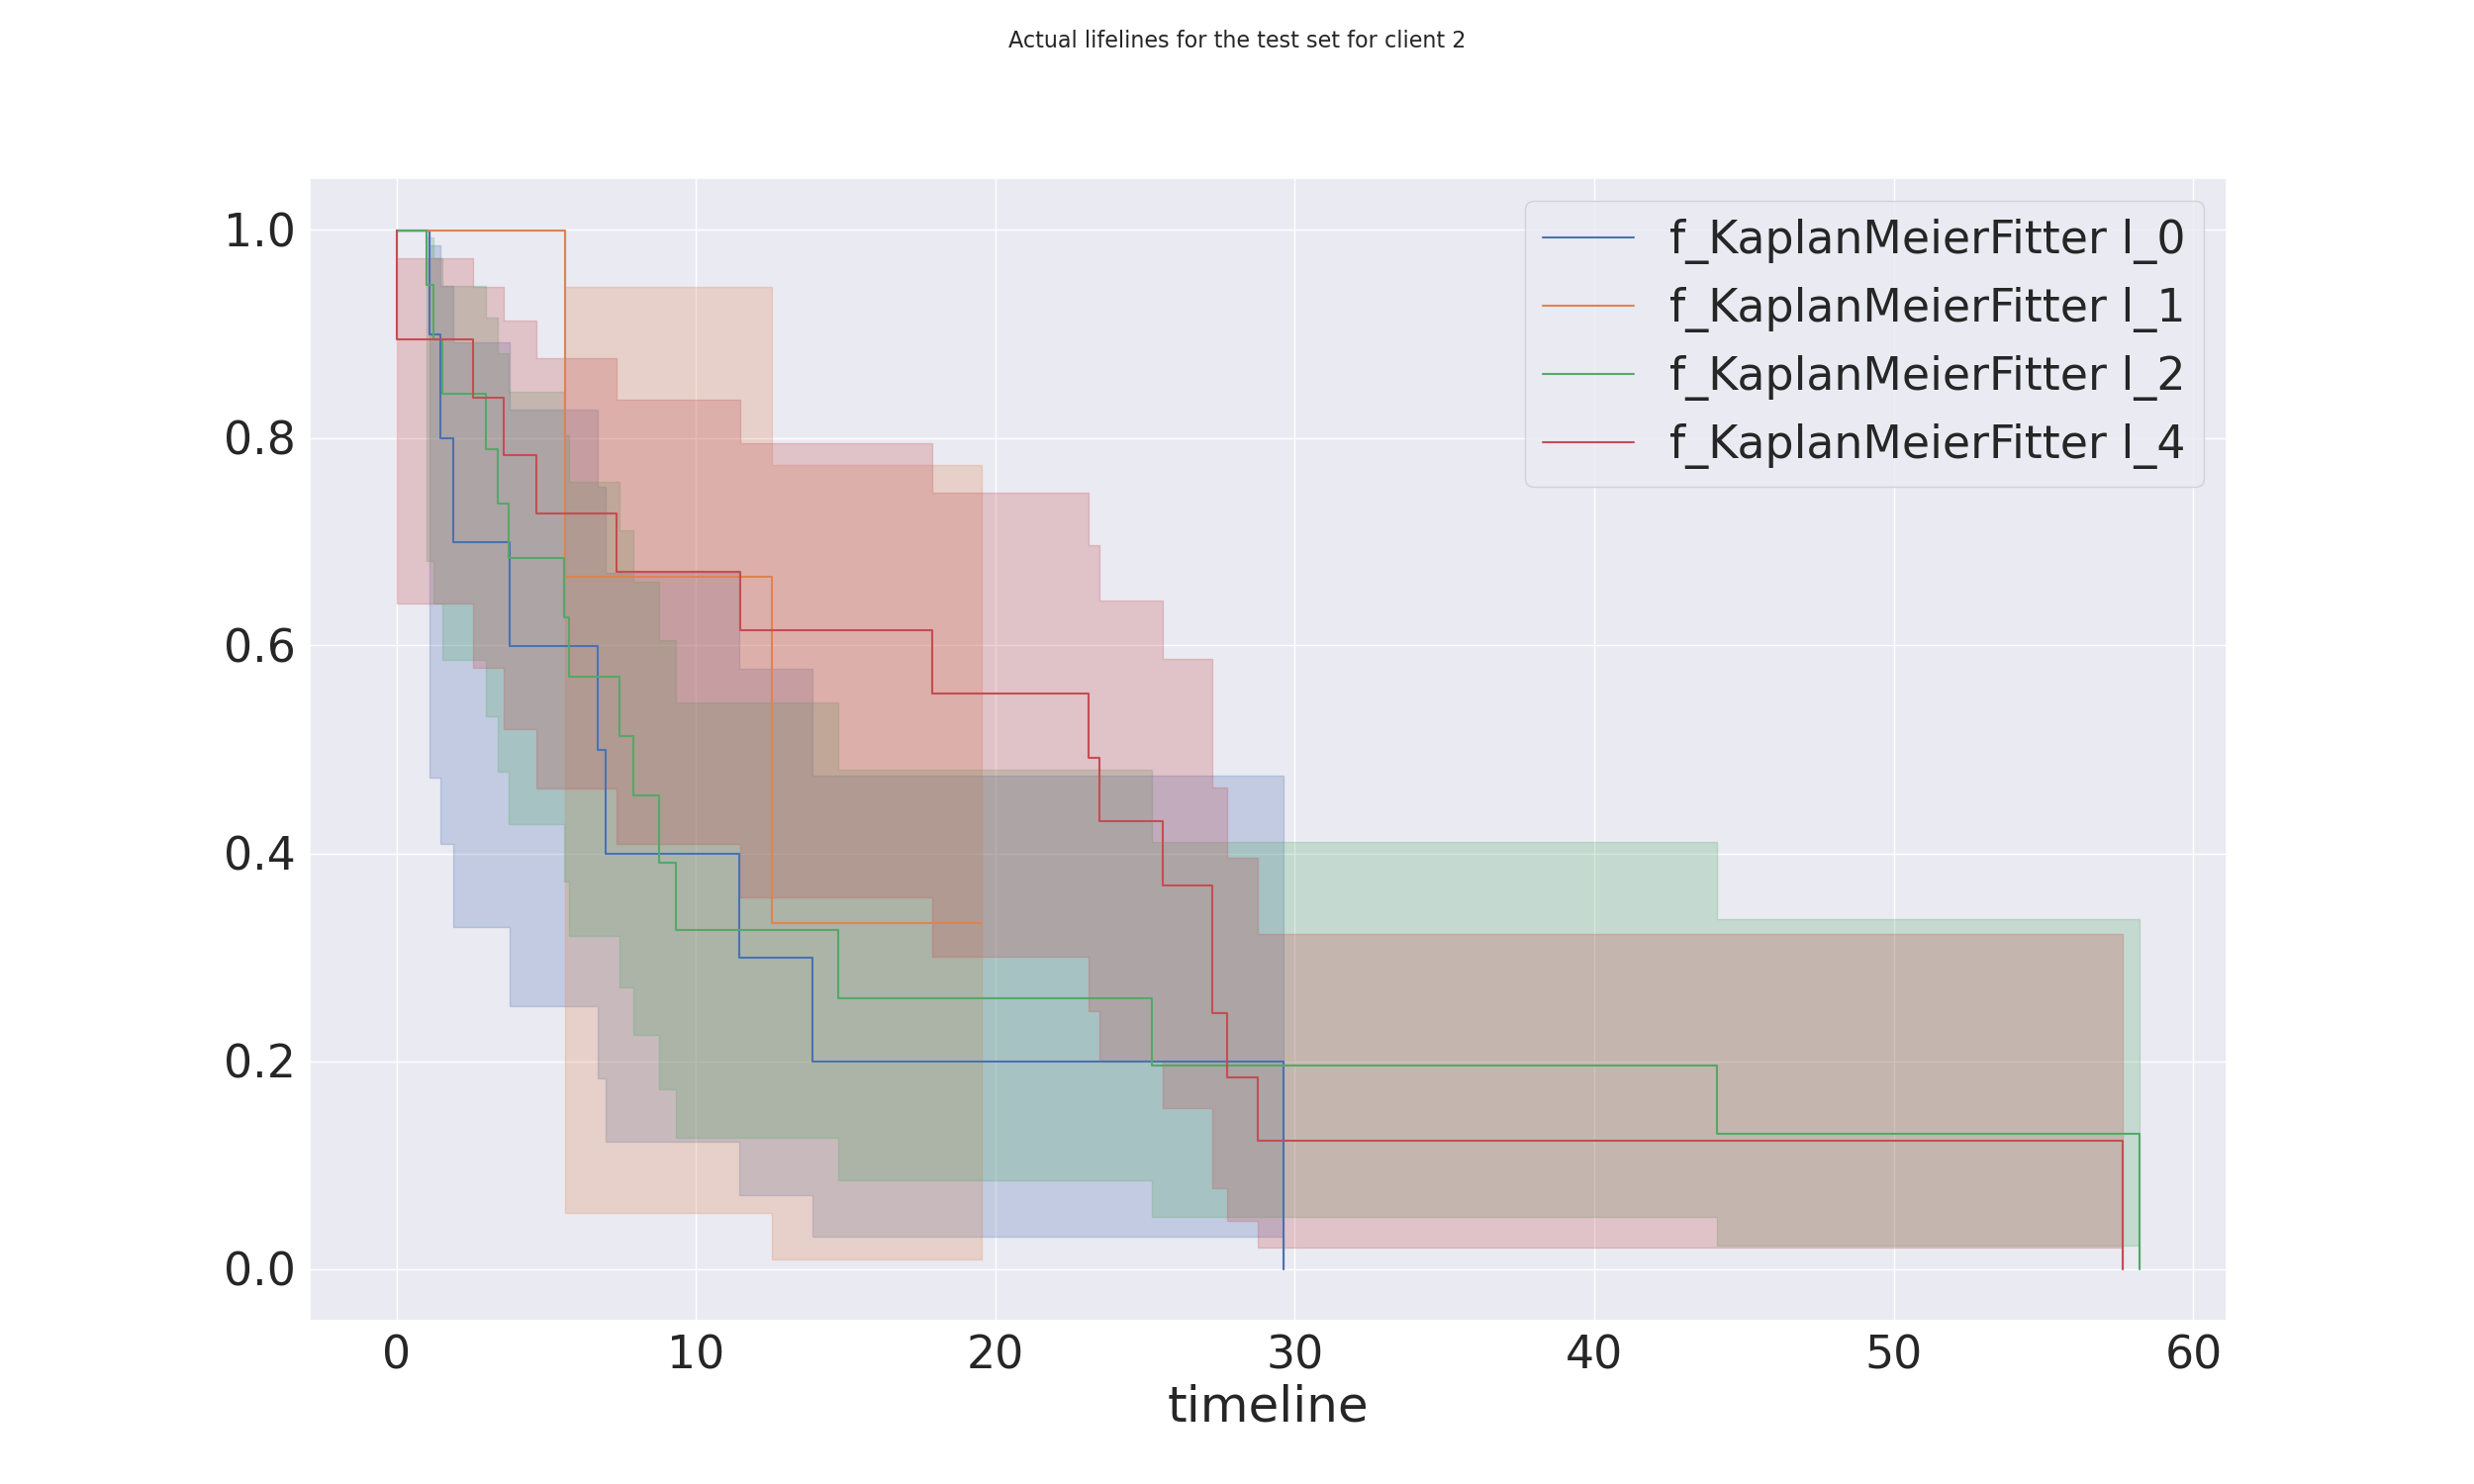 Actual lifelines for the test set for client 2
1.0
0.8
0.6
0.4
0.2
0.0
f_KaplanMeierFitter l_0
f_KaplanMeierFitter l_1
f_KaplanMeierFitter l_2
f_KaplanMeierFitter l_4
0 10 20 30 40 50 60
timeline